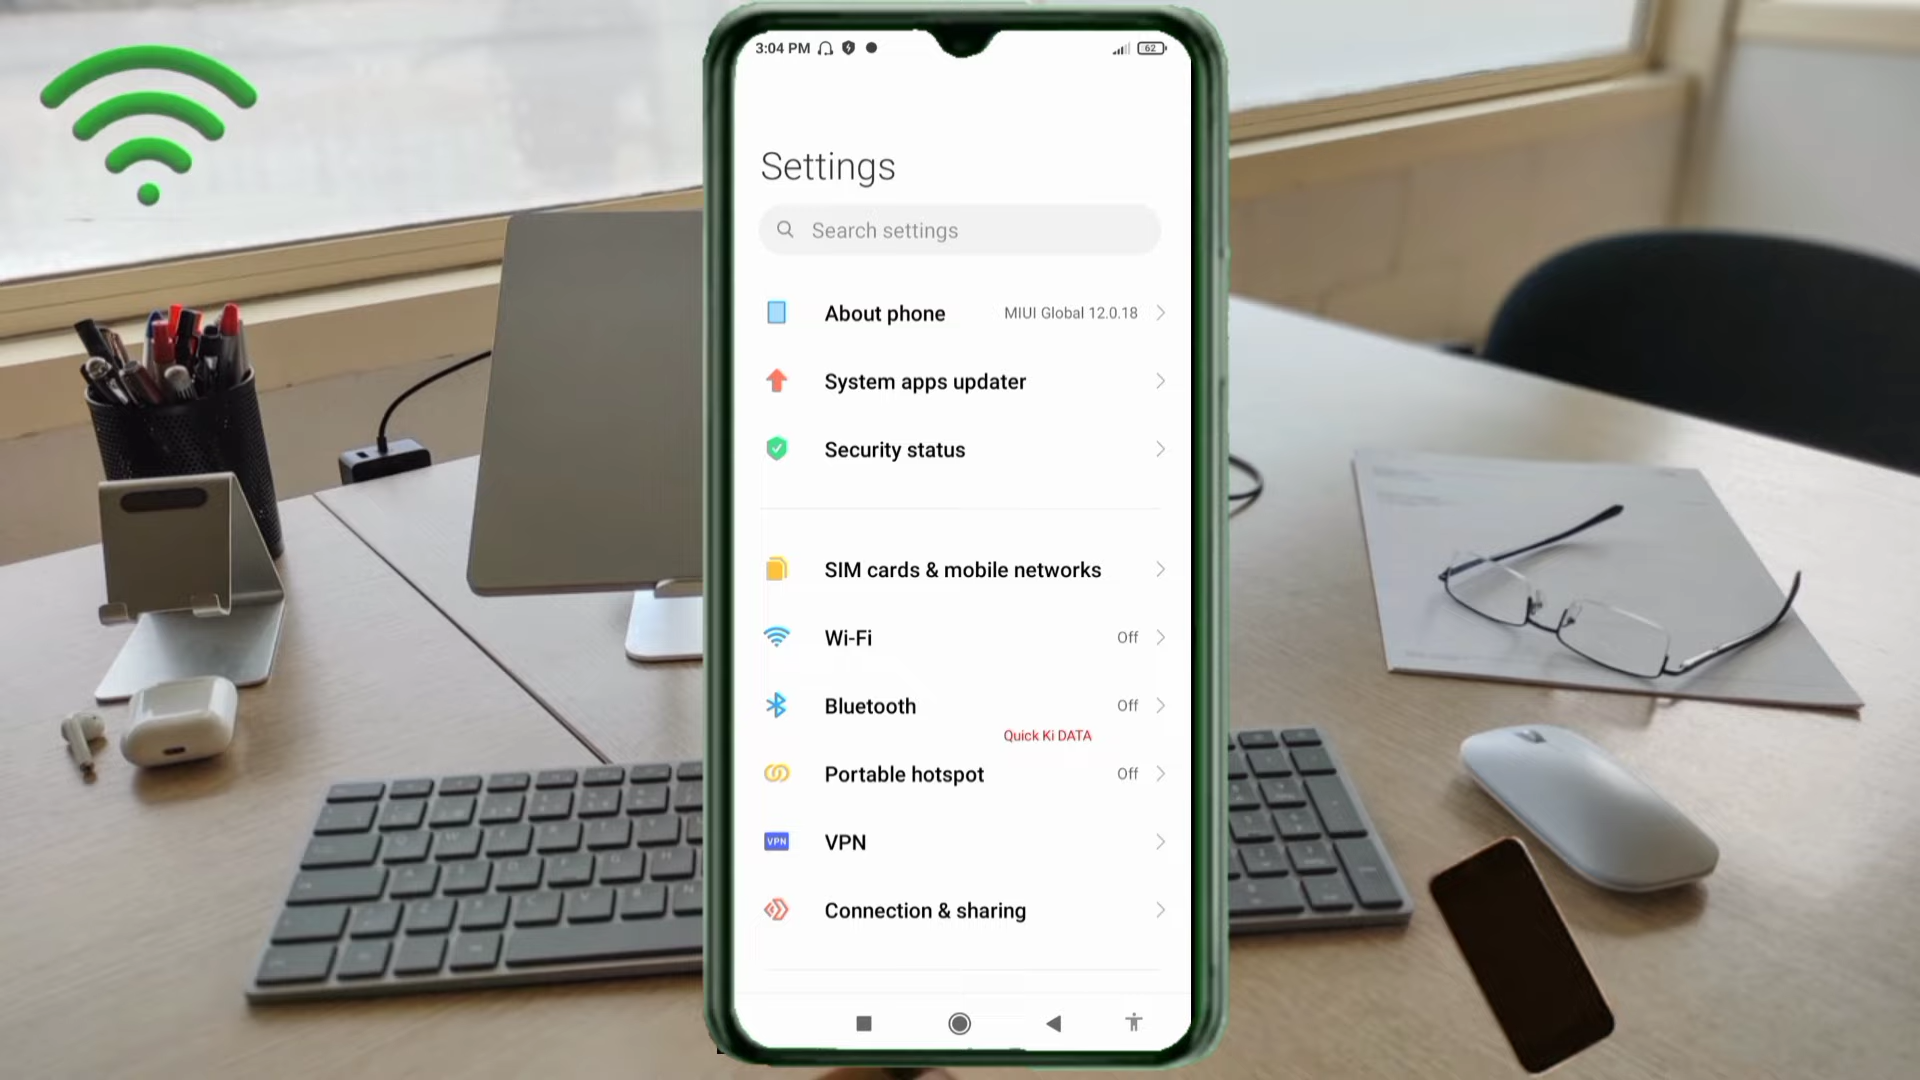 3:04 PM
62
Settings
Search settings
About phone MIUI Global 12.0.18
System apps updater
Security status
SIM cards & mobile networks
Wi-Fi Off
Bluetooth Off
Quick Ki DATA
Portable hotspot Off
VPN VPN
Connection & sharing